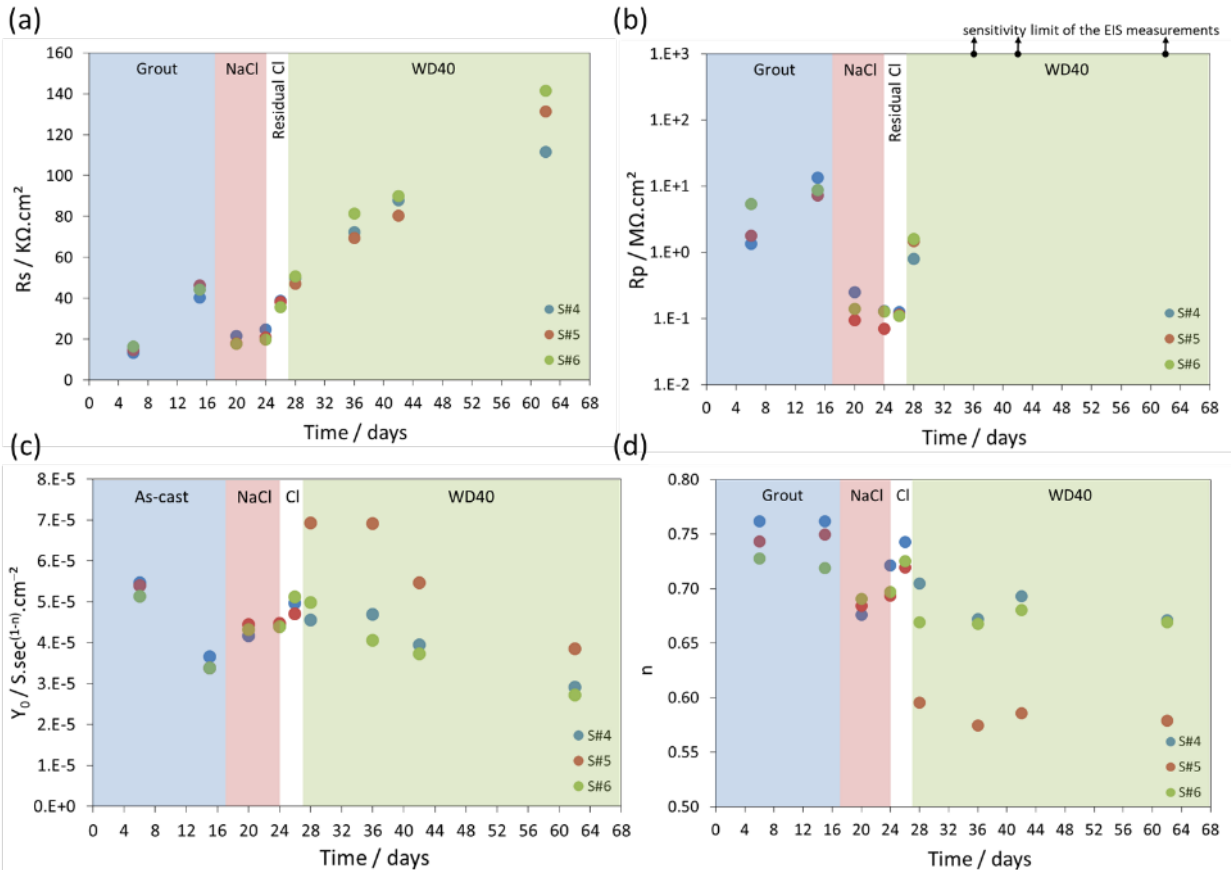 (a)
160
140
120
100
80
60
40
20
0
Rs / KΩ.cm²
Grout
NaCl
Residual Cl
WD40
S#4
S#5
S#6
0 4 8 12 16 20 24 28 32 36 40 44 48 52 56 60 64 68
Time / days
(b)
sensitivity limit of the EIS measurements
1.E+3
1.E+2
1.E+1
1.E+0
1.E-1
1.E-2
Rp / MΩ.cm²
Grout
NaCl
Residual Cl
WD40
S#4
S#5
S#6
0 4 8 12 16 20 24 28 32 36 40 44 48 52 56 60 64 68
Time / days
(c)
8.E-5
7.E-5
6.E-5
5.E-5
4.E-5
3.E-5
2.E-5
1.E-5
0.E+0
Y₀ / S.sec⁽¹⁻ⁿ⁾.cm⁻²
As-cast
NaCl
Cl
WD40
S#4
S#5
S#6
0 4 8 12 16 20 24 28 32 36 40 44 48 52 56 60 64 68
Time / days
(d)
0.80
0.75
0.70
0.65
0.60
0.55
0.50
n
Grout
NaCl
Cl
WD40
S#4
S#5
S#6
0 4 8 12 16 20 24 28 32 36 40 44 48 52 56 60 64 68
Time / days